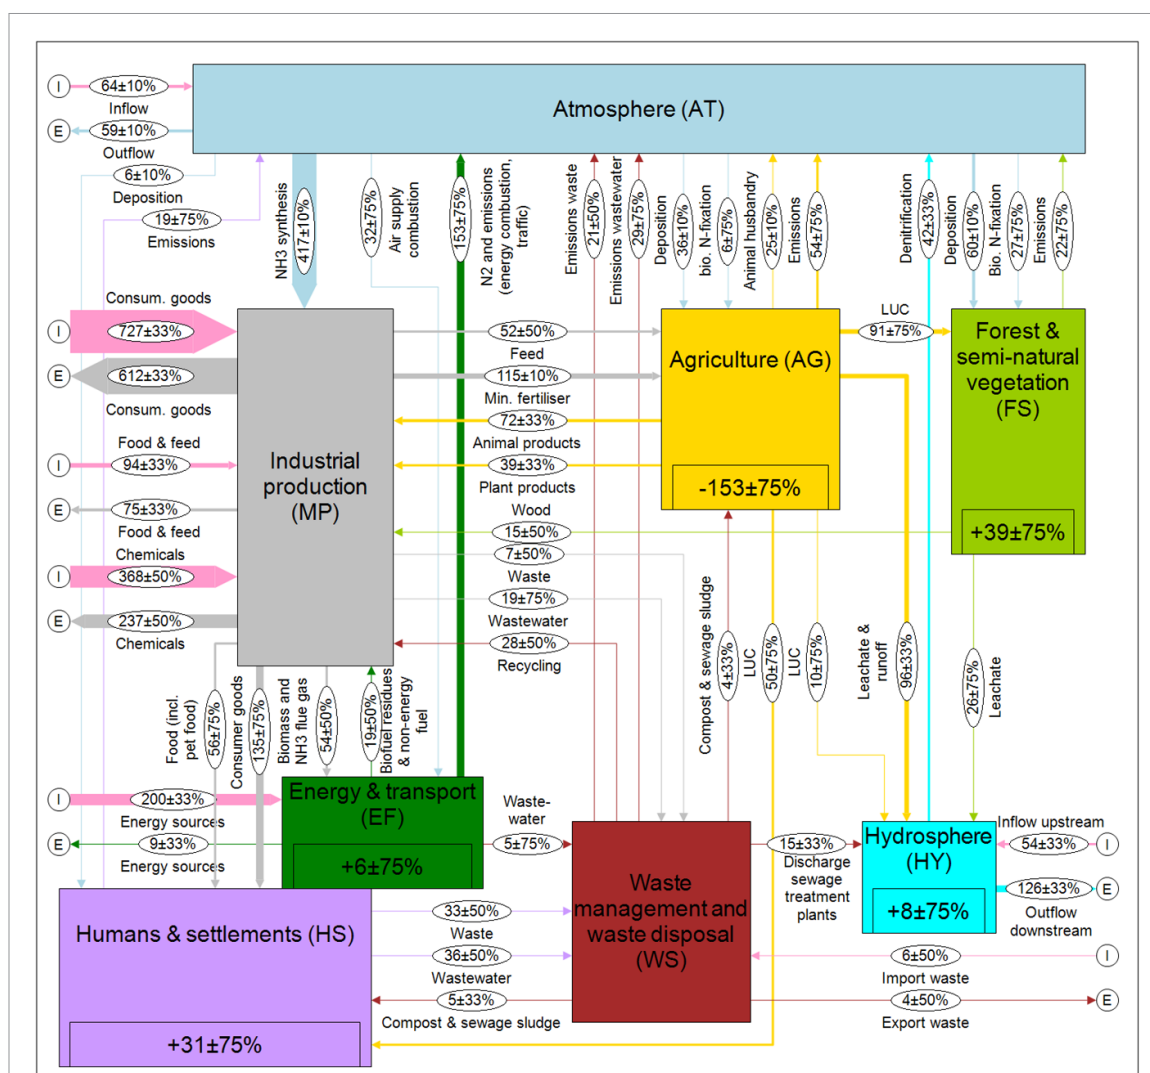 Atmosphere (AT)
I
64±10%
Inflow
E
59±10%
Outflow
6±10%
Deposition
19±75%
Emissions
NH3 synthesis
417±10%
32±75%
Air supply
combustion
153±75%
N2 and emissions
(energy combustion,
traffic)
Emissions waste
21±50%
Emissions wastewater
29±75%
Deposition
36±10%
bio. N-fixation
6±75%
Animal husbandry
25±10%
Emissions
54±75%
Denitrification
42±33%
Deposition
60±10%
Bio. N-fixation
27±75%
Emissions
22±75%
Consum. goods
I
727±33%
E
612±33%
Consum. goods
Food & feed
I
94±33%
E
75±33%
Food & feed
Chemicals
I
368±50%
E
237±50%
Chemicals
Industrial
production
(MP)
52±50%
Feed
115±10%
Min. fertiliser
72±33%
Animal products
39±33%
Plant products
Wood
15±50%
7±50%
Waste
19±75%
Wastewater
28±50%
Recycling
Agriculture (AG)
-153±75%
LUC
91±75%
Forest &
semi-natural
vegetation
(FS)
+39±75%
Food (incl.
pet food)
56±75%
Consumer goods
135±75%
Biomass and
NH3 flue gas
54±50%
19±50%
Biofuel residues
& non-energy
fuel
Compost & sewage sludge
4±33%
LUC
50±75%
LUC
10±75%
Leachate &
runoff
96±33%
26±75%
Leachate
I
200±33%
Energy sources
E
9±33%
Energy sources
Energy & transport
(EF)
+6±75%
Waste-
water
5±75%
Waste
management and
waste disposal
(WS)
15±33%
Discharge
sewage
treatment
plants
Hydrosphere
(HY)
+8±75%
Inflow upstream
54±33%
I
126±33%
E
Outflow
downstream
Humans & settlements (HS)
+31±75%
33±50%
Waste
36±50%
Wastewater
5±33%
Compost & sewage sludge
6±50%
I
Import waste
4±50%
E
Export waste